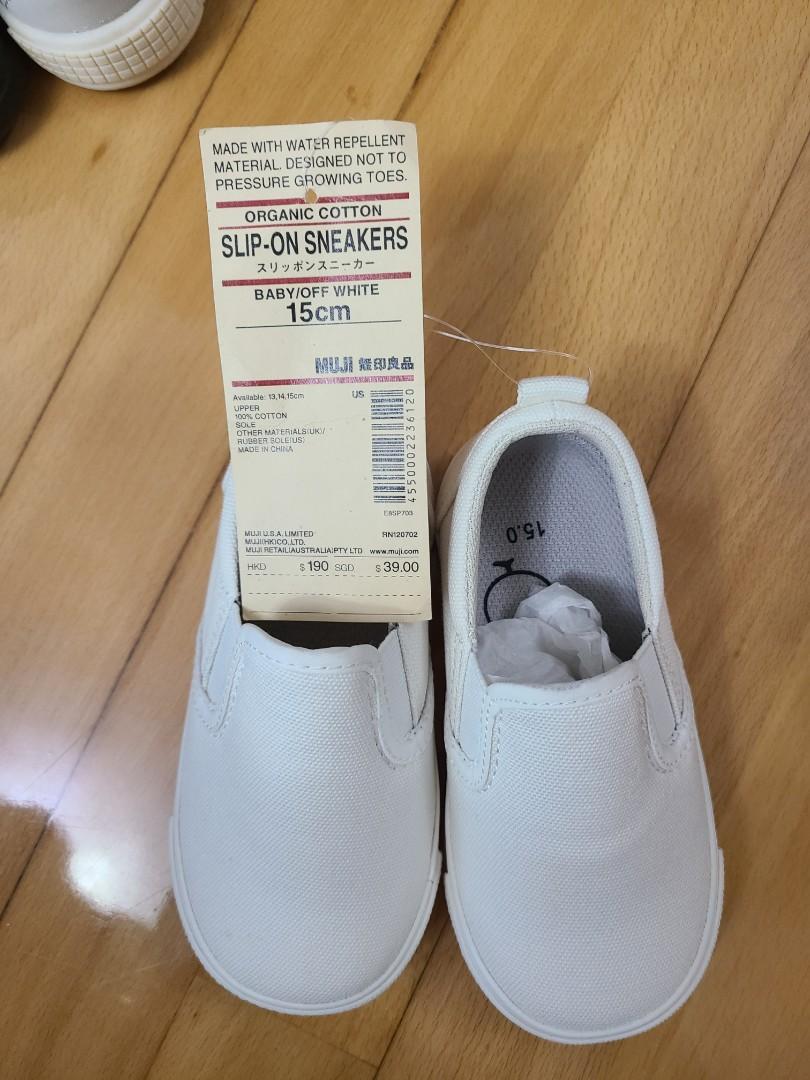 MADE WITH WATER REPELLENT
MATERIAL. DESIGNED NOT TO
PRESSURE GROWING TOES.
ORGANIC COTTON
SLIP-ON SNEAKERS
スリッポンスニーカー
BABY/OFF WHITE
15cm
MUJI 無印良品
Available: 13,14,15cm
US
UPPER
100% COTTON
SOLE
OTHER MATERIALS(UK)/
RUBBER SOLE(US)
MADE IN CHINA
4550002236120
E8SP703
MUJI U.S.A. LIMITED RN120702
MUJI(HK)CO.,LTD.
MUJI RETAIL(AUSTRALIA)PTY LTD www.muji.com
HKD $ 190 SGD $ 39.00
15.0